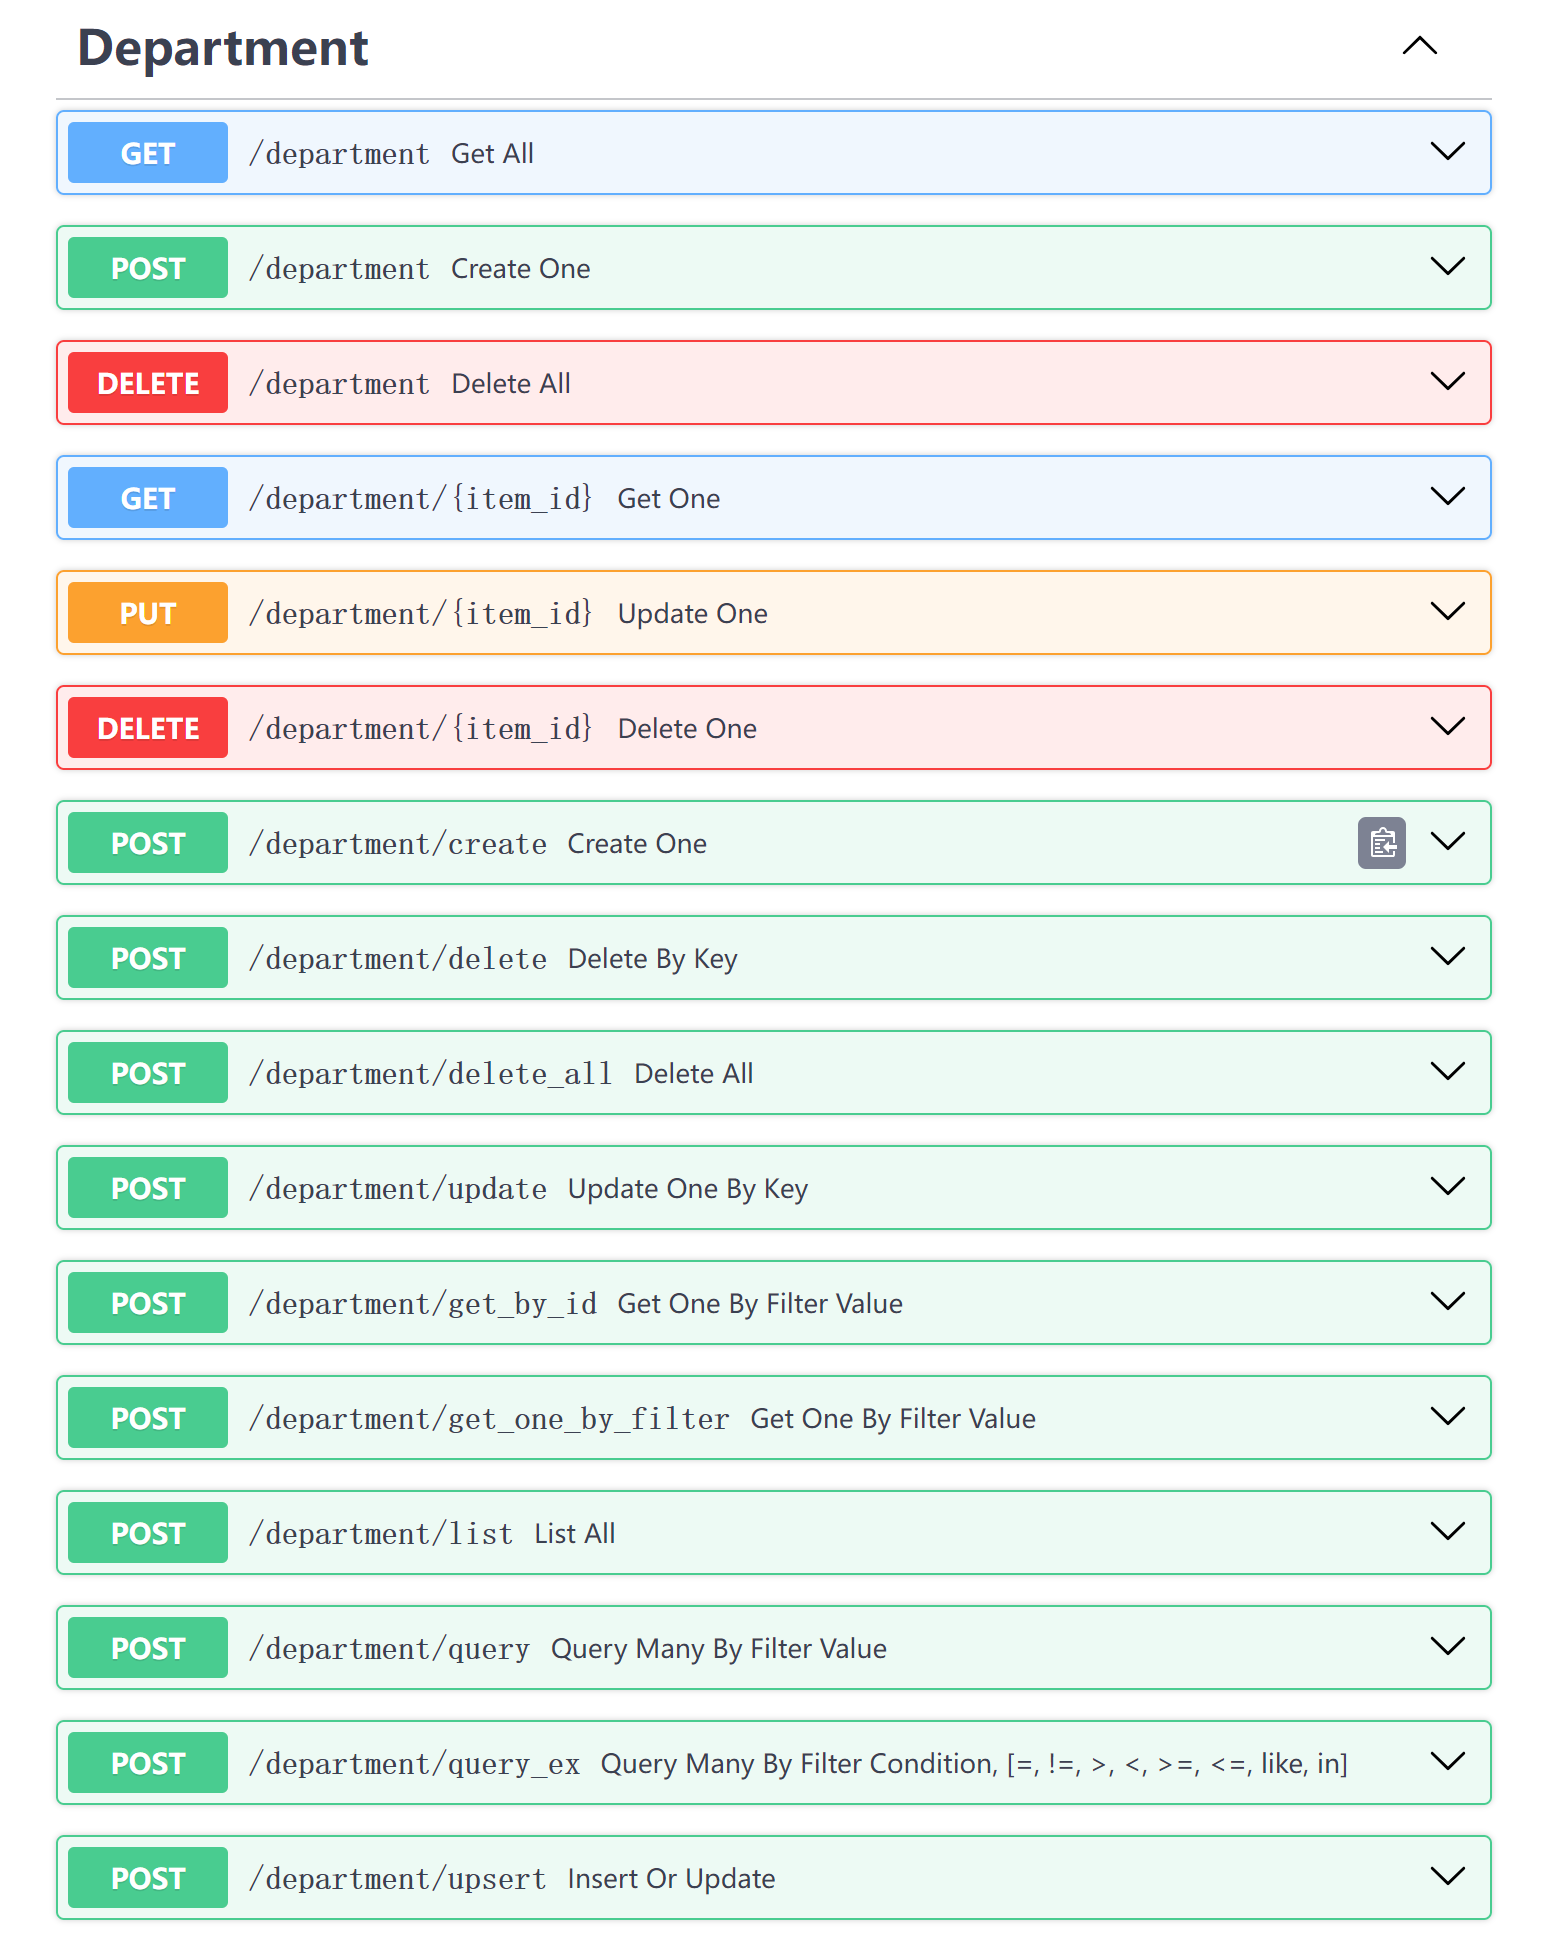 Department
GET /department Get All
POST /department Create One
DELETE /department Delete All
GET /department/{item_id} Get One
PUT /department/{item_id} Update One
DELETE /department/{item_id} Delete One
POST /department/create Create One
POST /department/delete Delete By Key
POST /department/delete_all Delete All
POST /department/update Update One By Key
POST /department/get_by_id Get One By Filter Value
POST /department/get_one_by_filter Get One By Filter Value
POST /department/list List All
POST /department/query Query Many By Filter Value
POST /department/query_ex Query Many By Filter Condition, [=, !=, >, <, >=, <=, like, in]
POST /department/upsert Insert Or Update